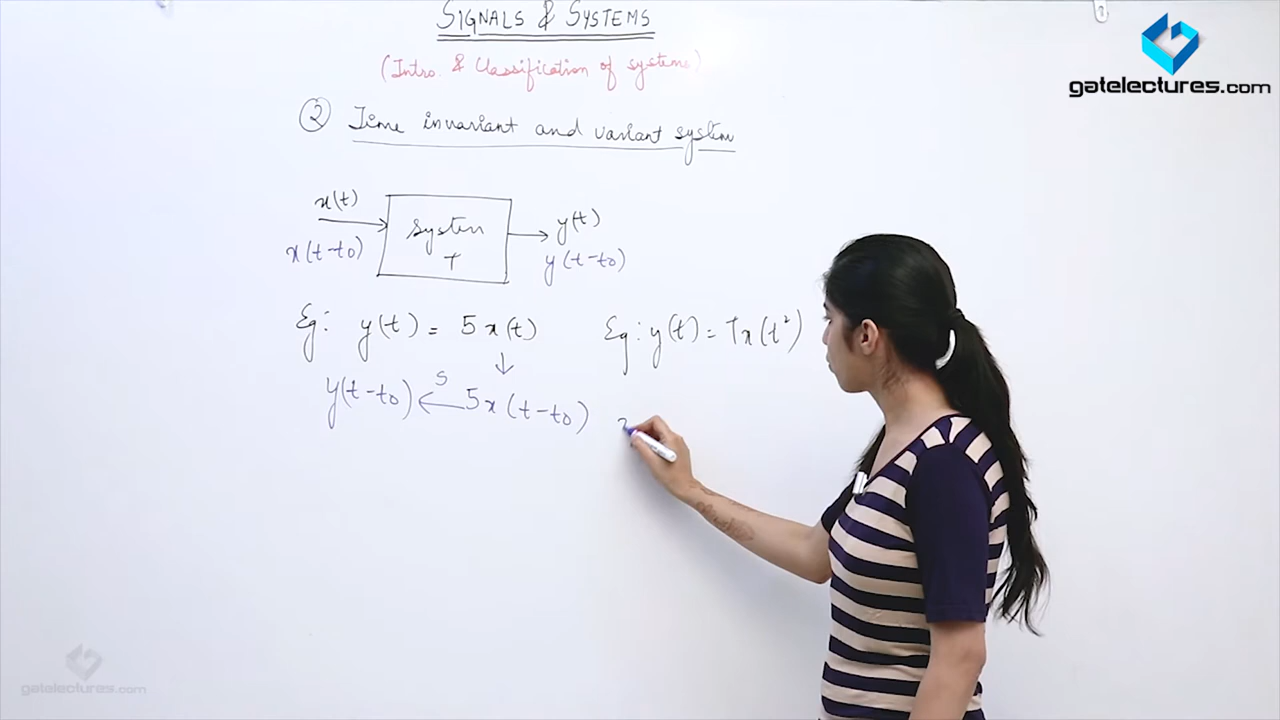 SIGNALS & SYSTEMS
(Intro. & Classification of systems)
② Time invariant and variant system
x(t)
x(t-t0)
System
T
y(t)
y(t-t0)
Eg: y(t) = 5x(t)
5x(t-t0)
S
y(t-t0)
Eg: y(t) = Tx(t²)
gatelectures.com
gatelectures.com